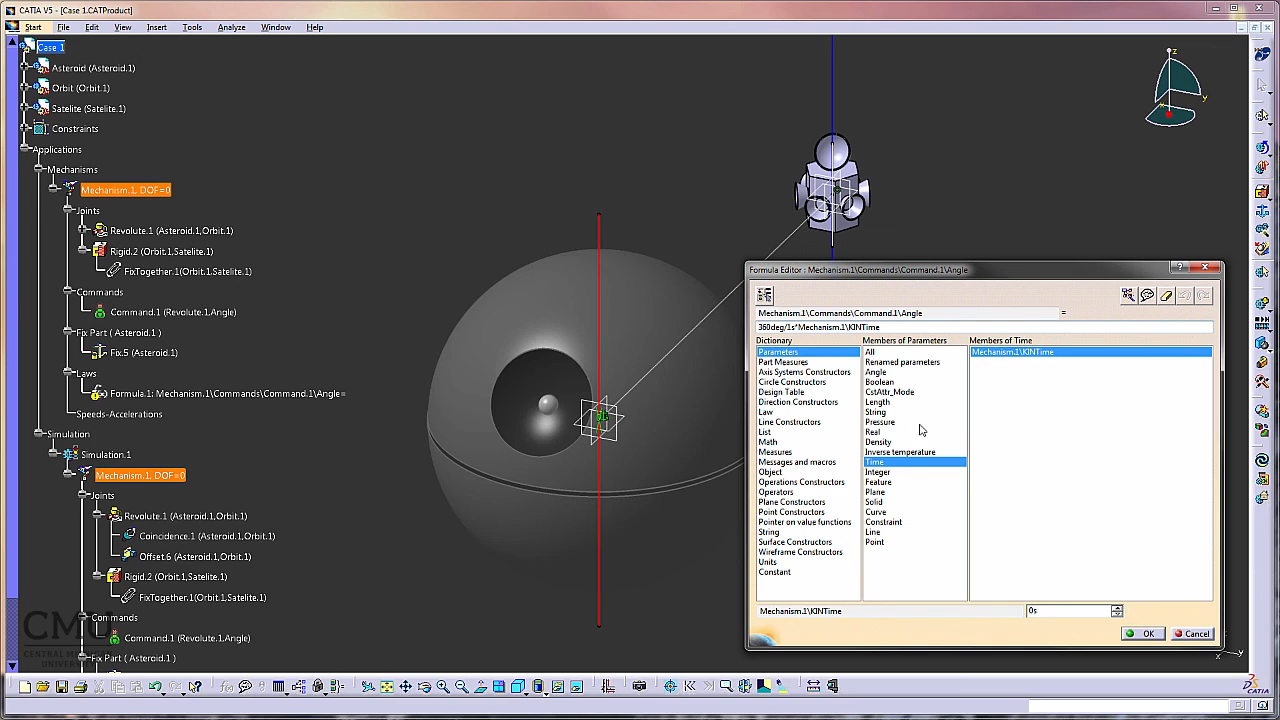 CATIA V5 - [Case 1.CATProduct]
Start File Edit View Insert Tools Analyze Window Help
Case 1
Asteroid (Asteroid.1)
Orbit (Orbit.1)
Satelite (Satelite.1)
Constraints
Applications
Mechanisms
Mechanism.1, DOF=0
Joints
Revolute.1 (Asteroid.1,Orbit.1)
Rigid.2 (Orbit.1,Satelite.1)
FixTogether.1(Orbit.1,Satelite.1)
Commands
Command.1 (Revolute.1,Angle)
Fix Part ( Asteroid.1 )
Fix.5 (Asteroid.1)
Laws
Formula.1: Mechanism.1\Commands\Command.1\Angle=
Speeds-Accelerations
Simulation
Simulation.1
Mechanism.1, DOF=0
Joints
Revolute.1 (Asteroid.1,Orbit.1)
Coincidence.1 (Asteroid.1,Orbit.1)
Offset.6 (Asteroid.1,Orbit.1)
Rigid.2 (Orbit.1,Satelite.1)
FixTogether.1(Orbit.1,Satelite.1)
Commands
Command.1 (Revolute.1,Angle)
Fix Part ( Asteroid.1 )
CMU
CENTRAL MICHIGAN
UNIVERSITY
z
y
x
Formula Editor : Mechanism.1\Commands\Command.1\Angle
Mechanism.1\Commands\Command.1\Angle =
360deg/1s*Mechanism.1\KINTime
Dictionary
Parameters
Part Measures
Axis Systems Constructors
Circle Constructors
Design Table
Direction Constructors
Law
Line Constructors
List
Math
Measures
Messages and macros
Object
Operations Constructors
Operators
Plane Constructors
Point Constructors
Pointer on value functions
String
Surface Constructors
Wireframe Constructors
Units
Constant
Members of Parameters
All
Renamed parameters
Angle
Boolean
CstAttr_Mode
Length
String
Pressure
Real
Density
Inverse temperature
Time
Integer
Feature
Plane
Solid
Curve
Constraint
Line
Point
Members of Time
Mechanism.1\KINTime
Mechanism.1\KINTime 0s
OK Cancel
x y
f(x)
CATIA